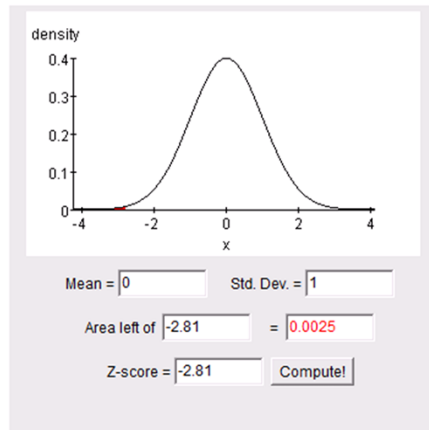 density
0.4
0.3
0.2
0.1
0
-4 -2 0 2 4
x
Mean = 0 Std. Dev. = 1
Area left of -2.81 = 0.0025
Z-score = -2.81 Compute!